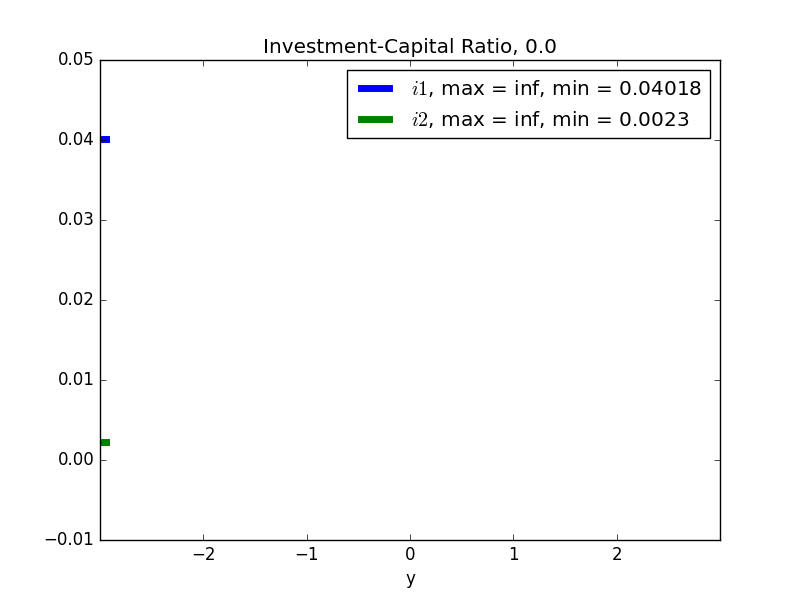 Investment-Capital Ratio, 0.0
i1, max = inf, min = 0.04018
i2, max = inf, min = 0.0023
0.05
0.04
0.03
0.02
0.01
0.00
−0.01
−2 −1 0 1 2
y